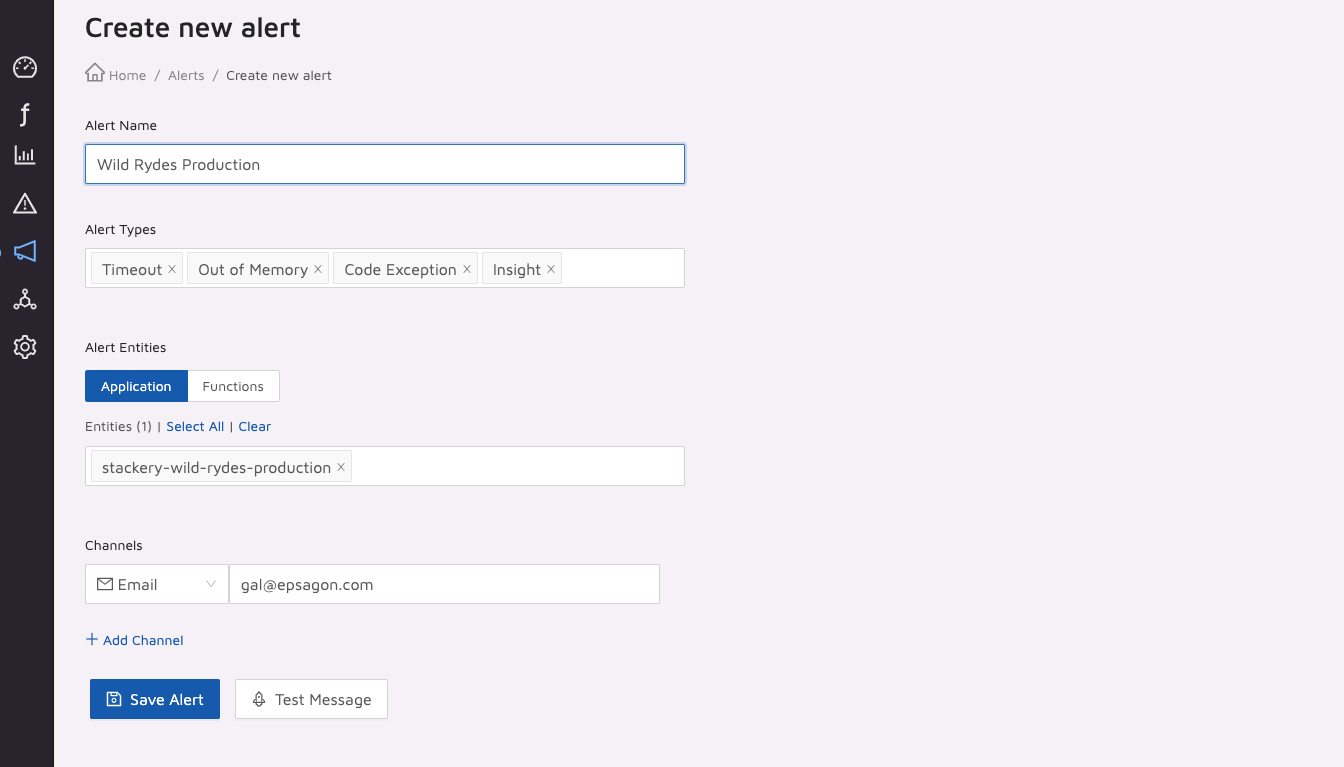 Create new alert
Home / Alerts / Create new alert
Alert Name
Wild Rydes Production
Alert Types
Timeout Out of Memory Code Exception Insight
Alert Entities
Application Functions
Entities (1) | Select All | Clear
stackery-wild-rydes-production
Channels
Email gal@epsagon.com
+ Add Channel
Save Alert Test Message